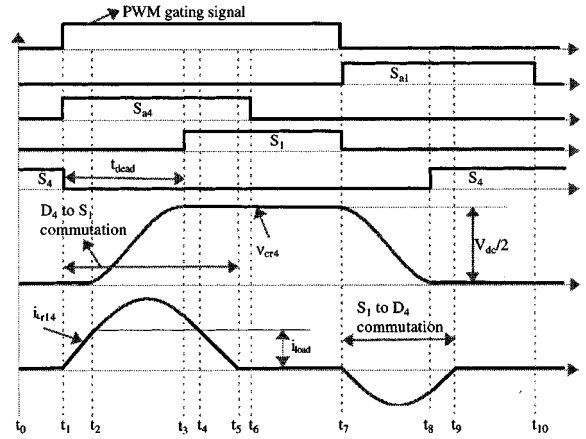 PWM gating signal
Sa1
Sa4
S1
S4
tdead
S4
D4 to S1
commutation
vcr4
Vdc/2
iLr14
iload
S1 to D4
commutation
t0 t1 t2 t3 t4 t5 t6 t7 t8 t9 t10